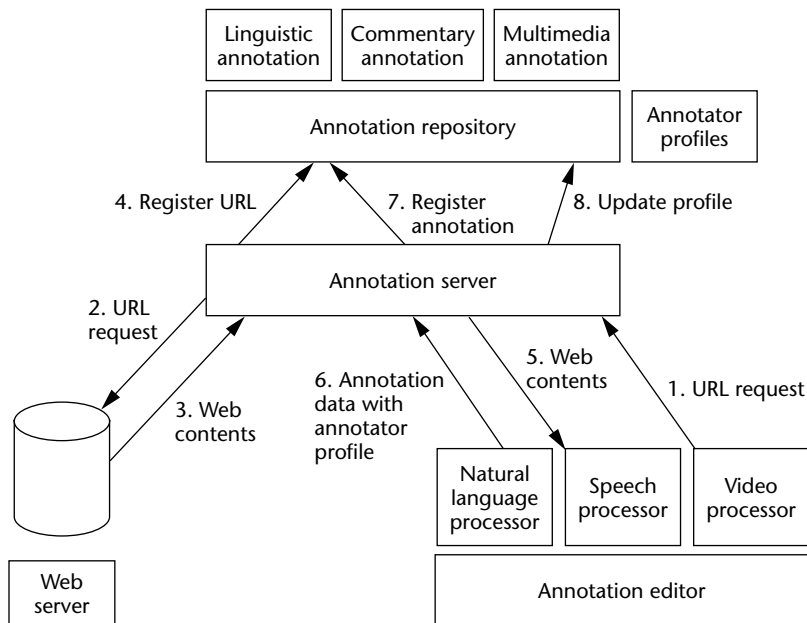 Linguistic
annotation
Commentary
annotation
Multimedia
annotation
Annotation repository
Annotator
profiles
4. Register URL
7. Register
annotation
8. Update profile
Annotation server
2. URL
request
3. Web
contents
6. Annotation
data with
annotator
profile
5. Web
contents
1. URL request
Natural
language
processor
Speech
processor
Video
processor
Web
server
Annotation editor